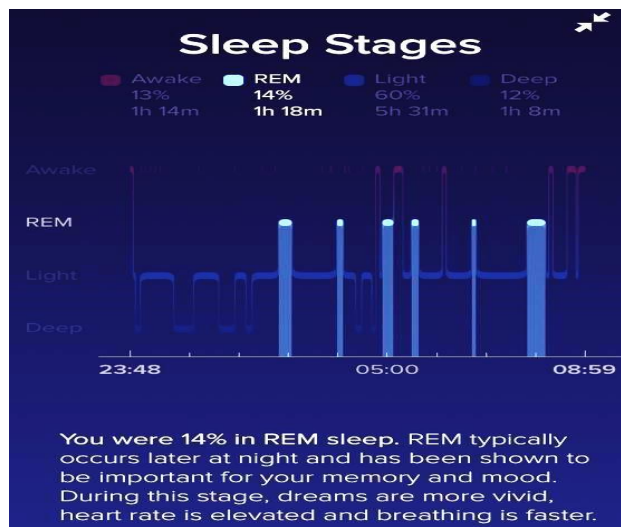 Sleep Stages
Awake REM Light Deep
13% 14% 60% 12%
1h 14m 1h 18m 5h 31m 1h 8m
Awake
REM
Light
Deep
23:48 05:00 08:59
You were 14% in REM sleep. REM typically
occurs later at night and has been shown to
be important for your memory and mood.
During this stage, dreams are more vivid,
heart rate is elevated and breathing is faster.